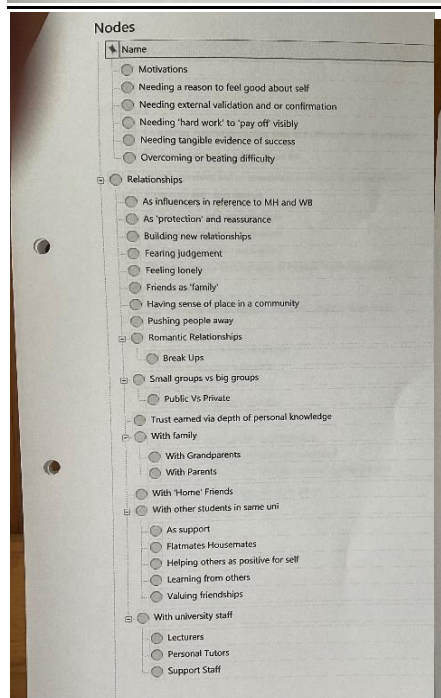 Nodes
Name
Motivations
Needing a reason to feel good about self
Needing external validation and or confirmation
Needing 'hard work' to 'pay off' visibly
Needing tangible evidence of success
Overcoming or beating difficulty
Relationships
As influencers in reference to MH and WB
As 'protection' and reassurance
Building new relationships
Fearing judgement
Feeling lonely
Friends as 'family'
Having sense of place in a community
Pushing people away
Romantic Relationships
Break Ups
Small groups vs big groups
Public Vs Private
Trust earned via depth of personal knowledge
With family
With Grandparents
With Parents
With 'Home' Friends
With other students in same uni
As support
Flatmates Housemates
Helping others as positive for self
Learning from others
Valuing friendships
With university staff
Lecturers
Personal Tutors
Support Staff